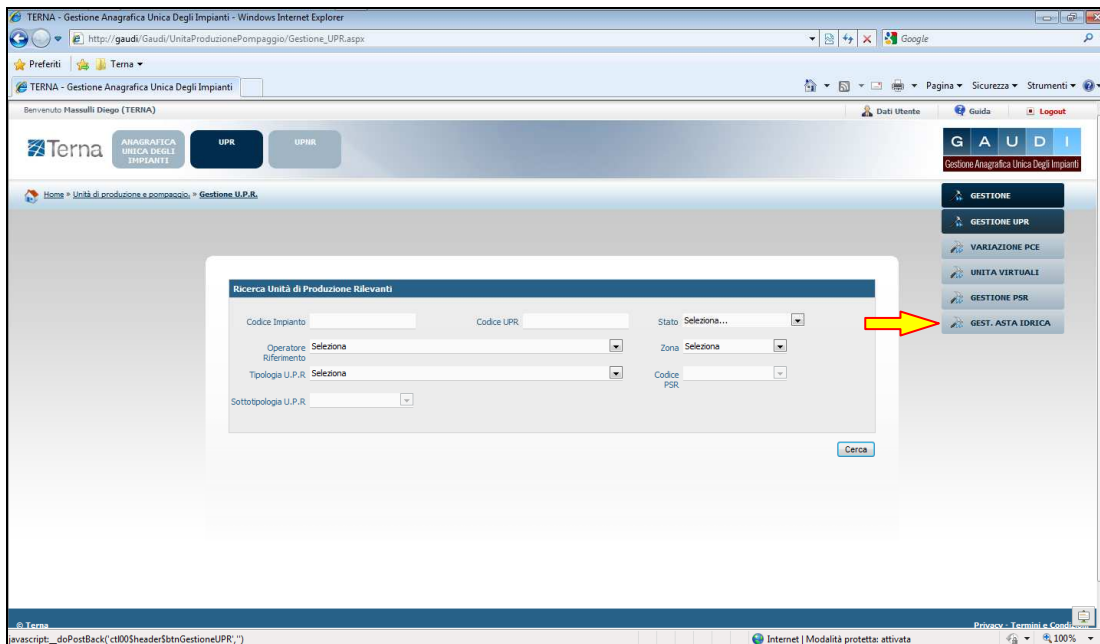 TERNA - Gestione Anagrafica Unica Degli Impianti - Windows Internet Explorer
http://gaudi/Gaudi/UnitaProduzionePompaggio/Gestione_UPR.aspx
Google
Preferiti
Terna
TERNA - Gestione Anagrafica Unica Degli Impianti
Pagina
Sicurezza
Strumenti
Benvenuto Massulli Diego (TERNA)
Dati Utente
Guida
Logout
Terna
ANAGRAFICA
UNICA DEGLI
IMPIANTI
UPR
UPNR
G A U D I
Gestione Anagrafica Unica Degli Impianti
Home » Unità di produzione e pompaggio. » Gestione U.P.R.
GESTIONE
GESTIONE UPR
VARIAZIONE PCE
UNITA VIRTUALI
GESTIONE PSR
GEST. ASTA IDRICA
Ricerca Unità di Produzione Rilevanti
Codice Impianto
Codice UPR
Stato Seleziona...
Operatore Riferimento Seleziona
Zona Seleziona
Tipologia U.P.R Seleziona
Codice PSR
Sottotipologia U.P.R
Cerca
© Terna
Privacy - Termini e
javascript:__doPostBack('ctl00$header$btnGestioneUPR','')
Internet | Modalità protetta: attivata
100%